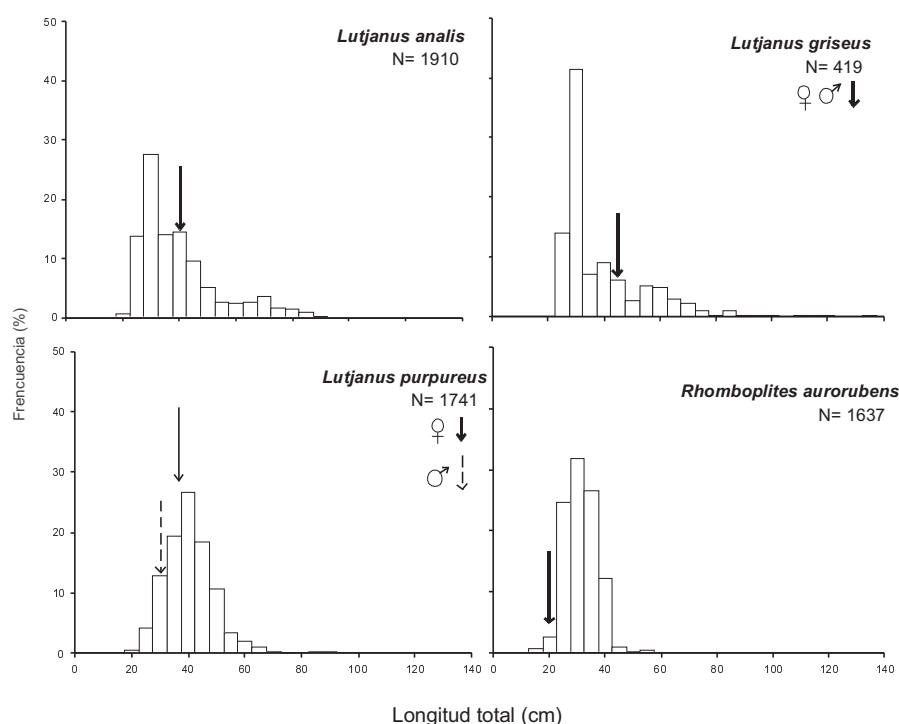 50
40
30
20
10
0
Lutjanus analis
N= 1910
Lutjanus griseus
N= 419
♀ ♂
Frencuencia (%)
50
40
30
20
10
0
0 20 40 60 80 100 120 140
Lutjanus purpureus
N= 1741
♀
♂
Rhomboplites aurorubens
N= 1637
0 20 40 60 80 100 120 140
Longitud total (cm)